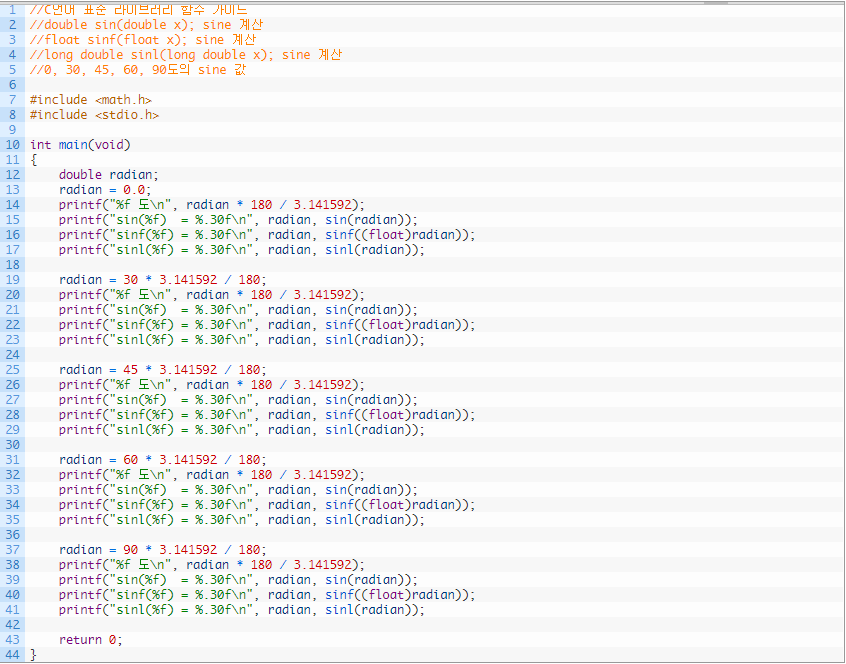 1 //C언어 표준 라이브러리 함수 가이드
2 //double sin(double x); sine 계산
3 //float sinf(float x); sine 계산
4 //long double sinl(long double x); sine 계산
5 //0, 30, 45, 60, 90도의 sine 값
6
7 #include <math.h>
8 #include <stdio.h>
9
10 int main(void)
11 {
12     double radian;
13     radian = 0.0;
14     printf("%f 도\n", radian * 180 / 3.141592);
15     printf("sin(%f)  = %.30f\n", radian, sin(radian));
16     printf("sinf(%f) = %.30f\n", radian, sinf((float)radian));
17     printf("sinl(%f) = %.30f\n", radian, sinl(radian));
18
19     radian = 30 * 3.141592 / 180;
20     printf("%f 도\n", radian * 180 / 3.141592);
21     printf("sin(%f)  = %.30f\n", radian, sin(radian));
22     printf("sinf(%f) = %.30f\n", radian, sinf((float)radian));
23     printf("sinl(%f) = %.30f\n", radian, sinl(radian));
24
25     radian = 45 * 3.141592 / 180;
26     printf("%f 도\n", radian * 180 / 3.141592);
27     printf("sin(%f)  = %.30f\n", radian, sin(radian));
28     printf("sinf(%f) = %.30f\n", radian, sinf((float)radian));
29     printf("sinl(%f) = %.30f\n", radian, sinl(radian));
30
31     radian = 60 * 3.141592 / 180;
32     printf("%f 도\n", radian * 180 / 3.141592);
33     printf("sin(%f)  = %.30f\n", radian, sin(radian));
34     printf("sinf(%f) = %.30f\n", radian, sinf((float)radian));
35     printf("sinl(%f) = %.30f\n", radian, sinl(radian));
36
37     radian = 90 * 3.141592 / 180;
38     printf("%f 도\n", radian * 180 / 3.141592);
39     printf("sin(%f)  = %.30f\n", radian, sin(radian));
40     printf("sinf(%f) = %.30f\n", radian, sinf((float)radian));
41     printf("sinl(%f) = %.30f\n", radian, sinl(radian));
42
43     return 0;
44 }